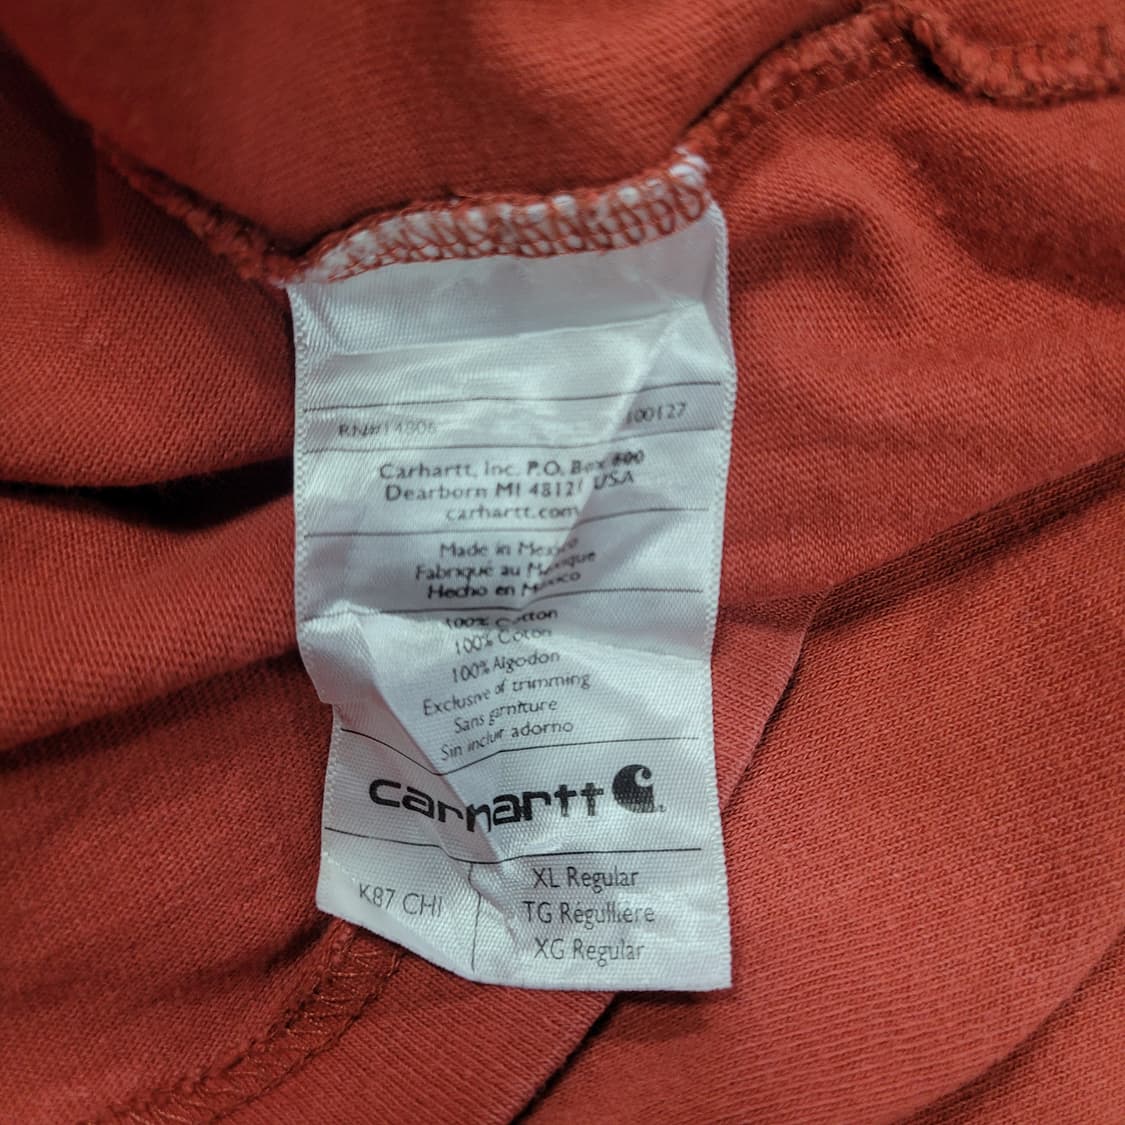 RN#14806 100127
Carhartt, Inc. P.O. Box 600
Dearborn MI 48121 USA
carhartt.com
Made in Mexico
Fabriqué au Mexique
Hecho en Mexico
100% Cotton
100% Coton
100% Algodon
Exclusive of trimming
Sans garniture
Sin incluir adorno
carhartt
K87 CHI
XL Regular
TG Régulliere
XG Regular